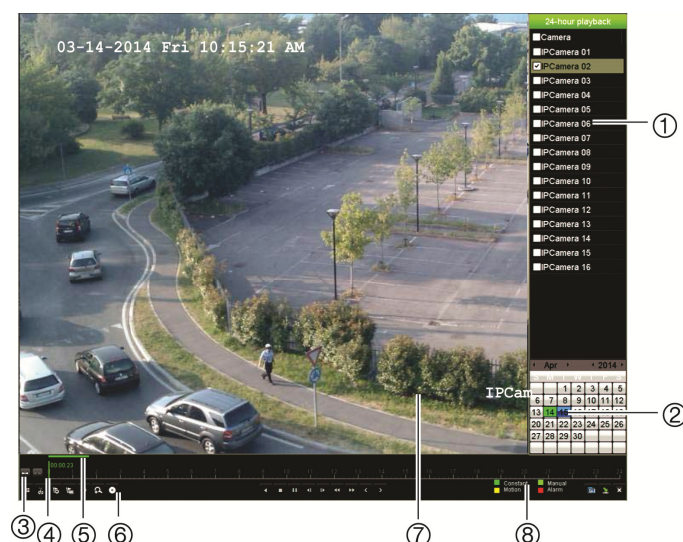 24-hour playback
03-14-2014 Fri 10:15:21 AM
Camera
IPCamera 01
IPCamera 02
IPCamera 03
IPCamera 04
IPCamera 05
IPCamera 06
IPCamera 07
IPCamera 08
IPCamera 09
IPCamera 10
IPCamera 11
IPCamera 12
IPCamera 13
IPCamera 14
IPCamera 15
IPCamera 16
①
Apr 2014
1 2 3 4 5
6 7 8 9 10 11 12
13 14 15
20 21 22 23 24 25 26
27 28 29 30
IPCam
②
00:00:23
Constant Manual
Motion Alarm
③ ④ ⑤ ⑥ ⑦ ⑧